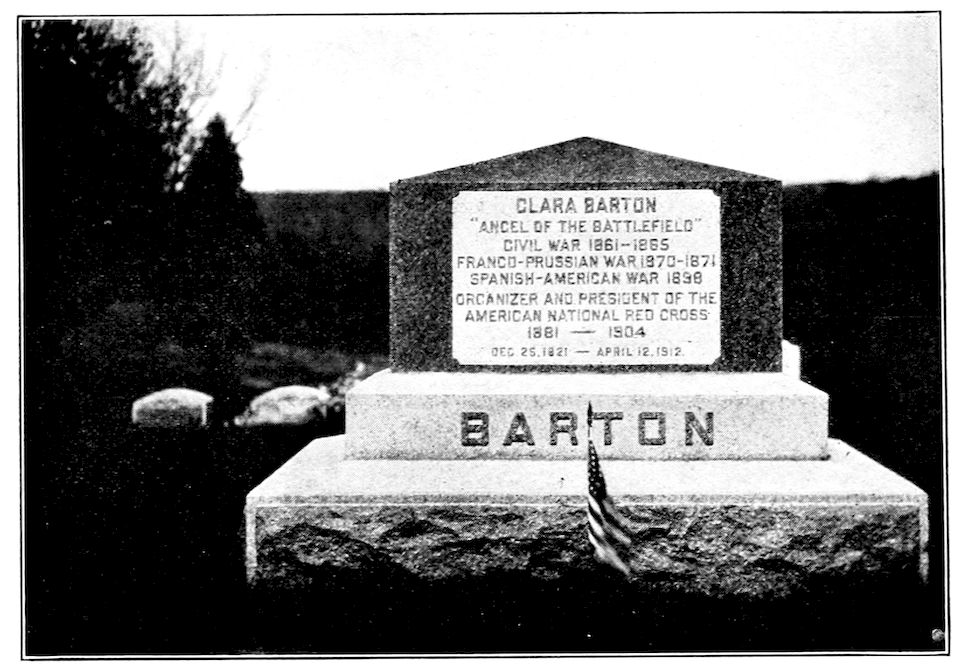 CLARA BARTON
"ANGEL OF THE BATTLEFIELD"
CIVIL WAR 1861-1865
FRANCO-PRUSSIAN WAR 1870-1871
SPANISH-AMERICAN WAR 1898
ORGANIZER AND PRESIDENT OF THE
AMERICAN NATIONAL RED CROSS
1881 — 1904
DEC. 25, 1821 — APRIL 12, 1912.
BARTON